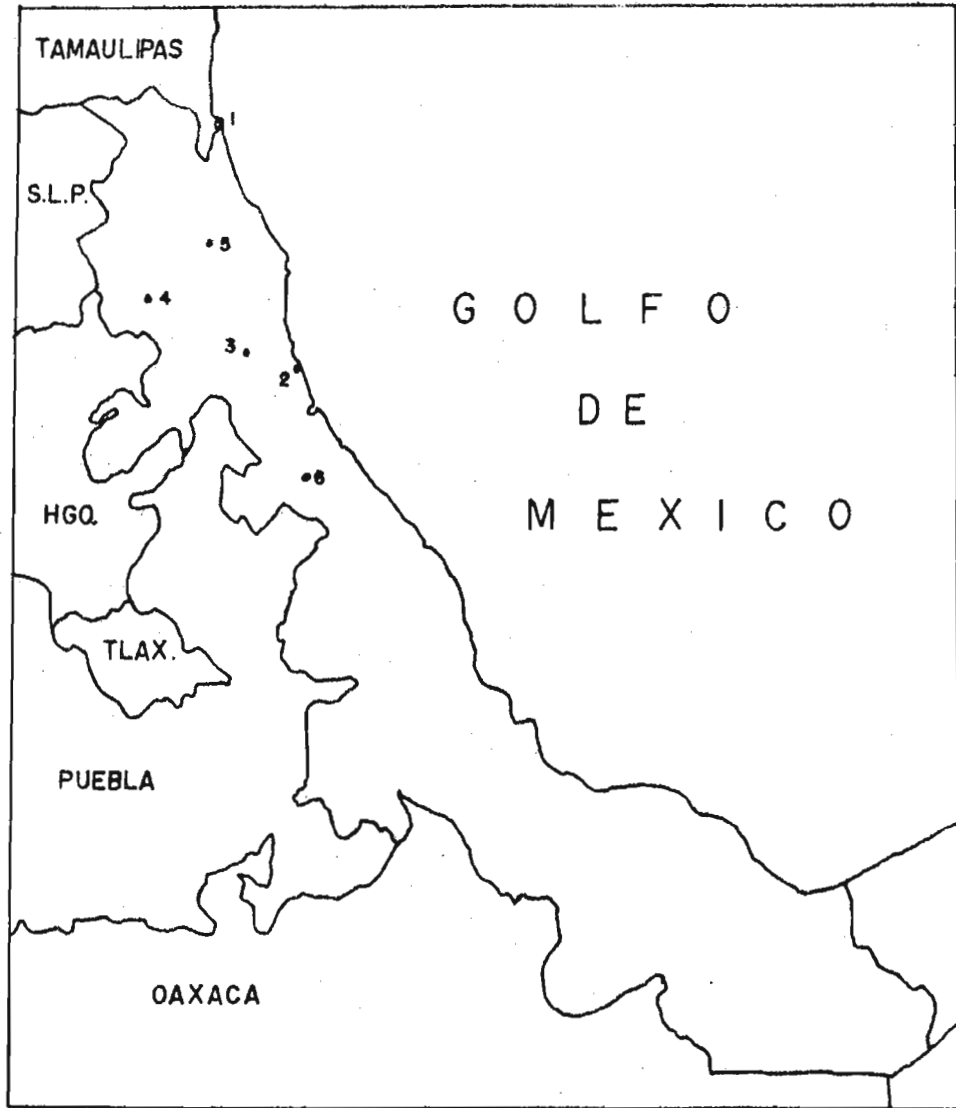 TAMAULIPAS
1
S.L.P.
5
4
G O L F O
3
2
D E
6
HGO.
M E X I C O
TLAX.
PUEBLA
OAXACA